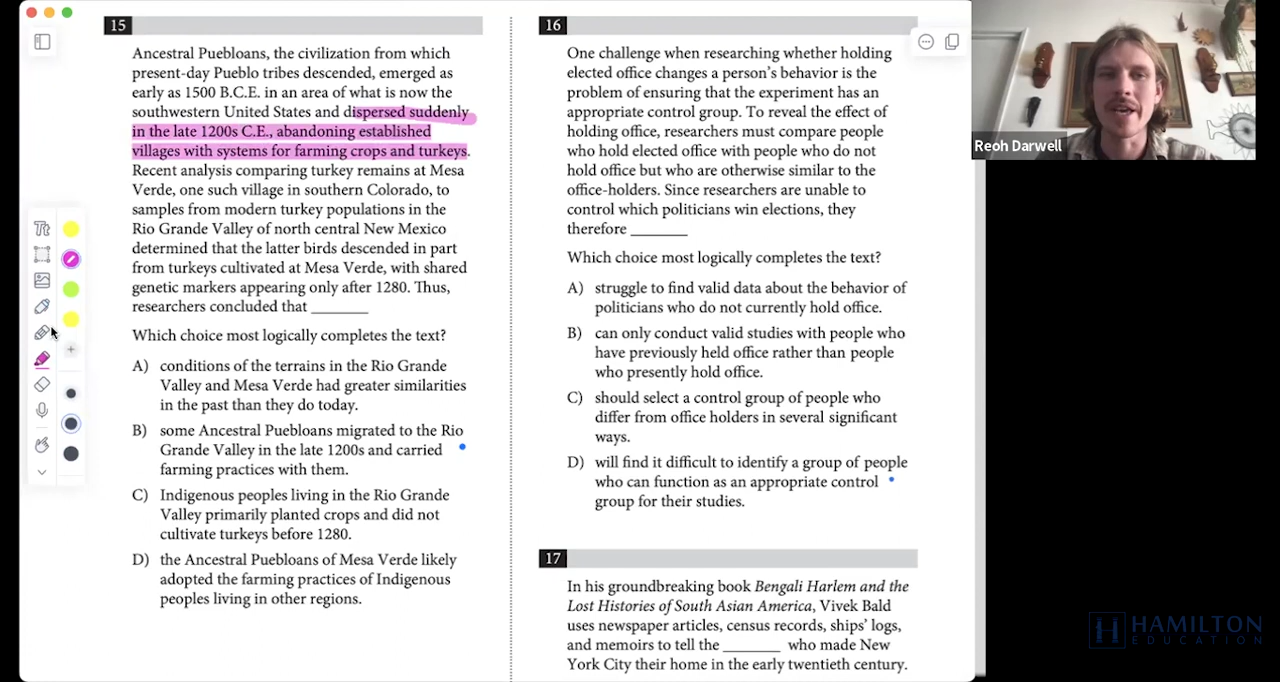 15
Ancestral Puebloans, the civilization from which
present-day Pueblo tribes descended, emerged as
early as 1500 B.C.E. in an area of what is now the
southwestern United States and dispersed suddenly
in the late 1200s C.E., abandoning established
villages with systems for farming crops and turkeys.
Recent analysis comparing turkey remains at Mesa
Verde, one such village in southern Colorado, to
samples from modern turkey populations in the
Rio Grande Valley of north central New Mexico
determined that the latter birds descended in part
from turkeys cultivated at Mesa Verde, with shared
genetic markers appearing only after 1280. Thus,
researchers concluded that _______
Which choice most logically completes the text?
A) conditions of the terrains in the Rio Grande
Valley and Mesa Verde had greater similarities
in the past than they do today.
B) some Ancestral Puebloans migrated to the Rio
Grande Valley in the late 1200s and carried
farming practices with them.
C) Indigenous peoples living in the Rio Grande
Valley primarily planted crops and did not
cultivate turkeys before 1280.
D) the Ancestral Puebloans of Mesa Verde likely
adopted the farming practices of Indigenous
peoples living in other regions.
16
One challenge when researching whether holding
elected office changes a person's behavior is the
problem of ensuring that the experiment has an
appropriate control group. To reveal the effect of
holding office, researchers must compare people
who hold elected office with people who do not
hold office but who are otherwise similar to the
office-holders. Since researchers are unable to
control which politicians win elections, they
therefore _______
Which choice most logically completes the text?
A) struggle to find valid data about the behavior of
politicians who do not currently hold office.
B) can only conduct valid studies with people who
have previously held office rather than people
who presently hold office.
C) should select a control group of people who
differ from office holders in several significant
ways.
D) will find it difficult to identify a group of people
who can function as an appropriate control
group for their studies.
17
In his groundbreaking book Bengali Harlem and the
Lost Histories of South Asian America, Vivek Bald
uses newspaper articles, census records, ships' logs,
and memoirs to tell the _______ who made New
York City their home in the early twentieth century.
Tt
Reoh Darwell
HAMILTON
EDUCATION